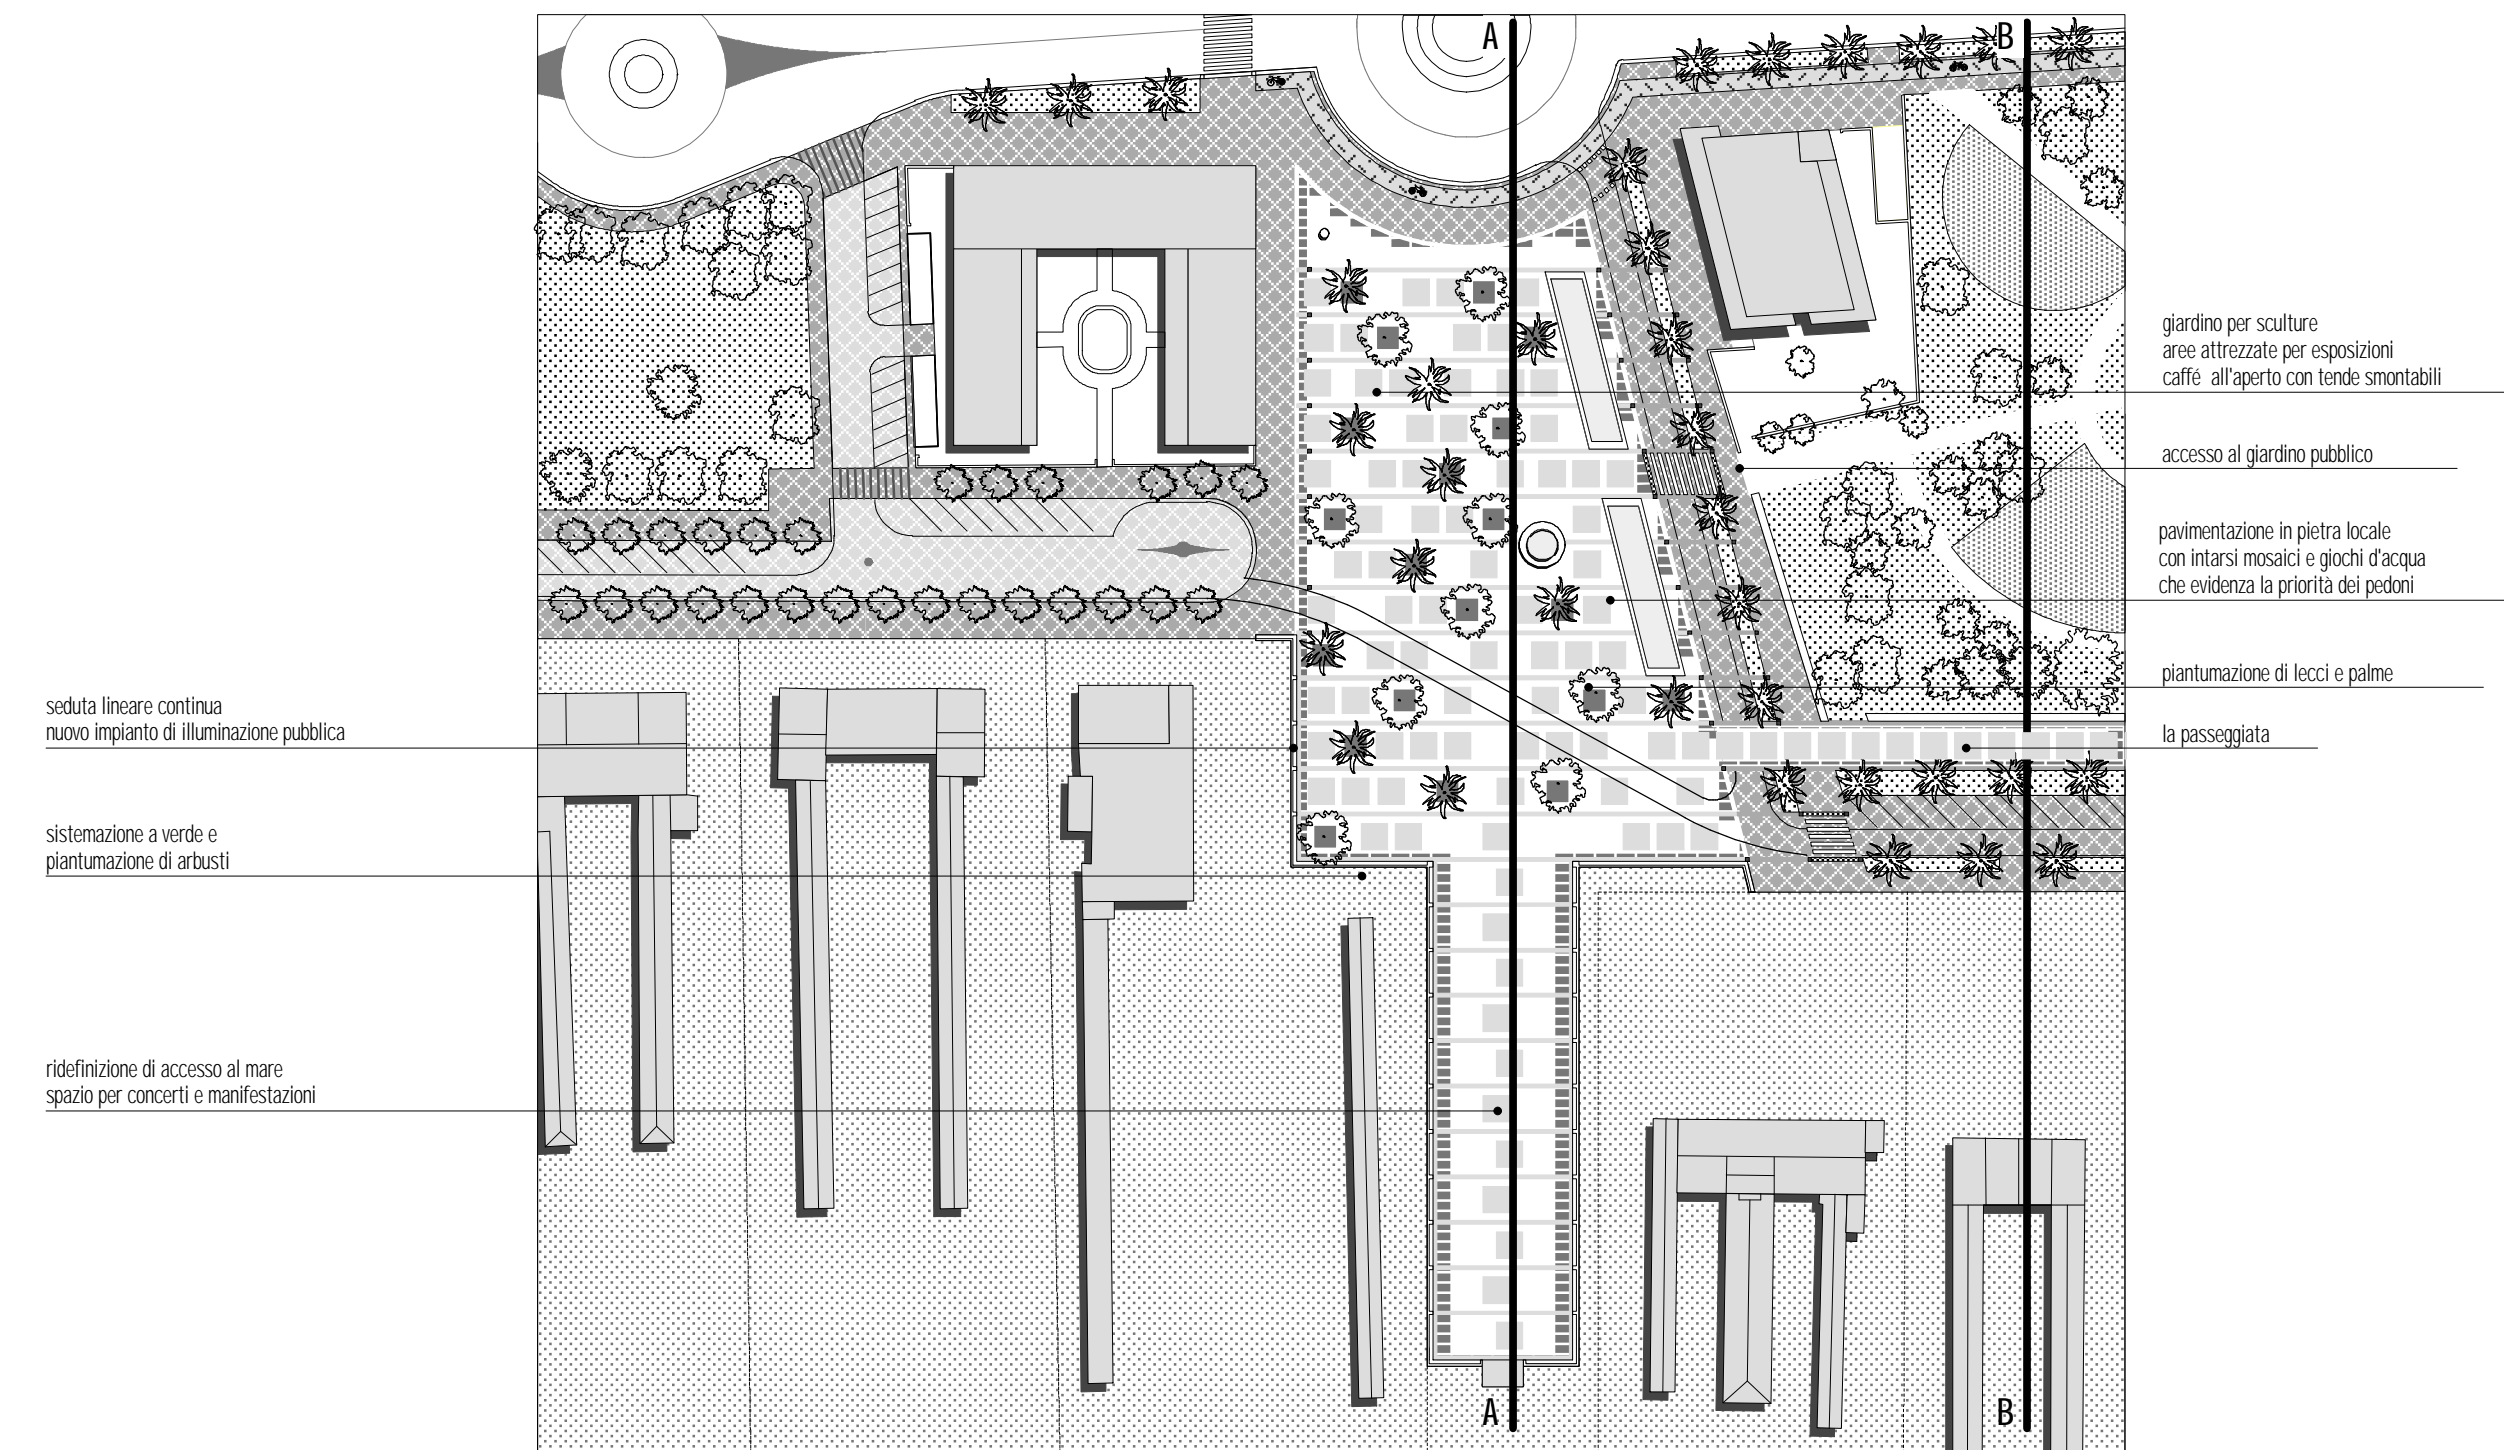 A
B
giardino per sculture
aree attrezzate per esposizioni
caffé all'aperto con tende smontabili
accesso al giardino pubblico
pavimentazione in pietra locale
con intarsi mosaici e giochi d'acqua
che evidenza la priorità dei pedoni
piantumazione di lecci e palme
la passeggiata
seduta lineare continua
nuovo impianto di illuminazione pubblica
sistemazione a verde e
piantumazione di arbusti
ridefinizione di accesso al mare
spazio per concerti e manifestazioni
A
B